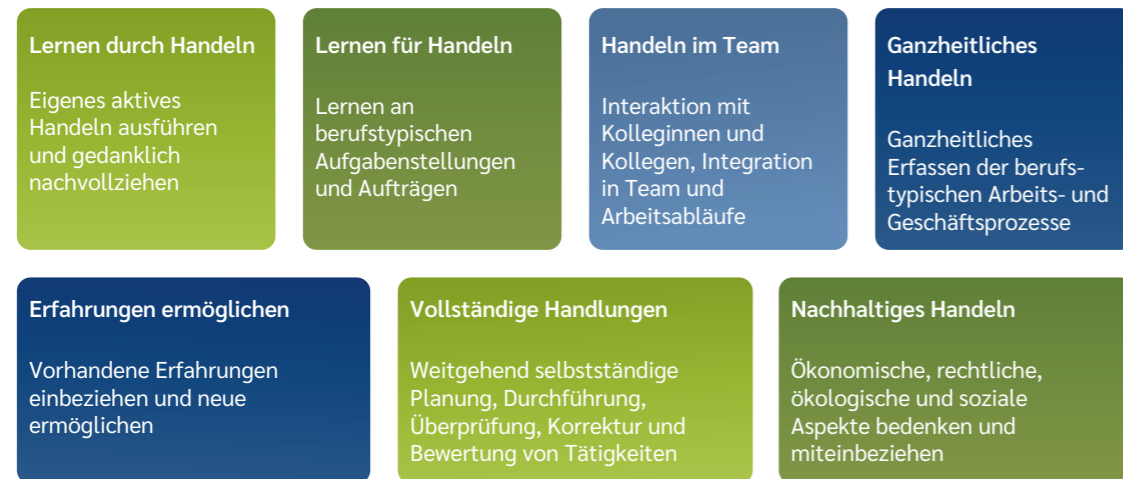 Lernen durch Handeln
Eigenes aktives
Handeln ausführen
und gedanklich
nachvollziehen
Lernen für Handeln
Lernen an
berufstypischen
Aufgabenstellungen
und Aufträgen
Handeln im Team
Interaktion mit
Kolleginnen und
Kollegen, Integration
in Team und
Arbeitsabläufe
Ganzheitliches
Handeln
Ganzheitliches
Erfassen der berufs-
typischen Arbeits- und
Geschäftsprozesse
Erfahrungen ermöglichen
Vorhandene Erfahrungen
einbeziehen und neue
ermöglichen
Vollständige Handlungen
Weitgehend selbstständige
Planung, Durchführung,
Überprüfung, Korrektur und
Bewertung von Tätigkeiten
Nachhaltiges Handeln
Ökonomische, rechtliche,
ökologische und soziale
Aspekte bedenken und
miteinbeziehen